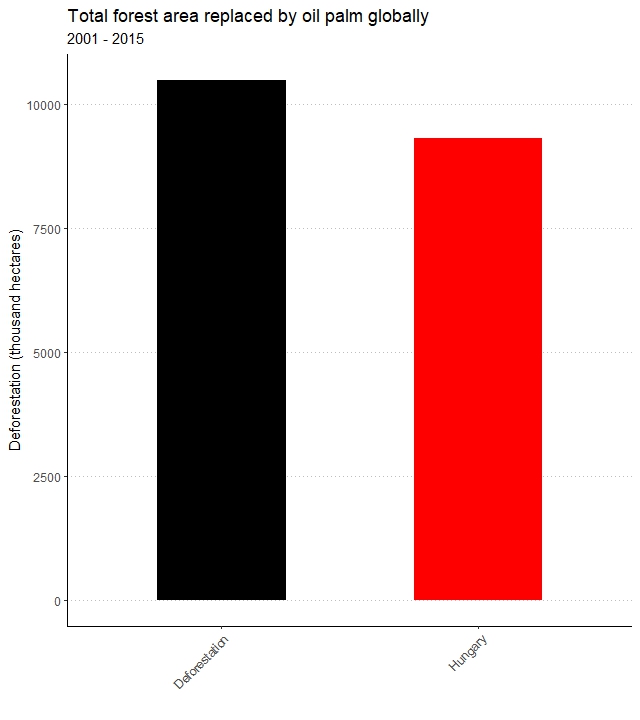 Total forest area replaced by oil palm globally
2001 - 2015
Deforestation (thousand hectares)
10000
7500
5000
2500
0
Deforestation
Hungary